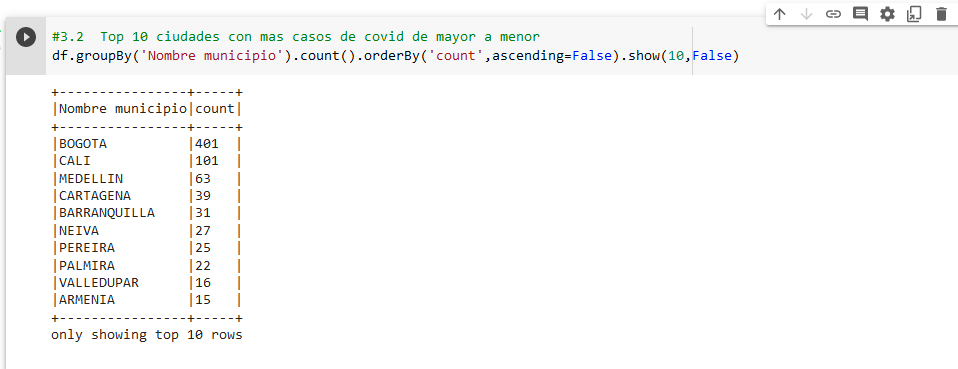 #3.2  Top 10 ciudades con mas casos de covid de mayor a menor
df.groupBy('Nombre municipio').count().orderBy('count',ascending=False).show(10,False)
+----------------+-----+
|Nombre municipio|count|
+----------------+-----+
|BOGOTA          |401  |
|CALI            |101  |
|MEDELLIN        |63   |
|CARTAGENA       |39   |
|BARRANQUILLA    |31   |
|NEIVA           |27   |
|PEREIRA         |25   |
|PALMIRA         |22   |
|VALLEDUPAR      |16   |
|ARMENIA         |15   |
+----------------+-----+
only showing top 10 rows